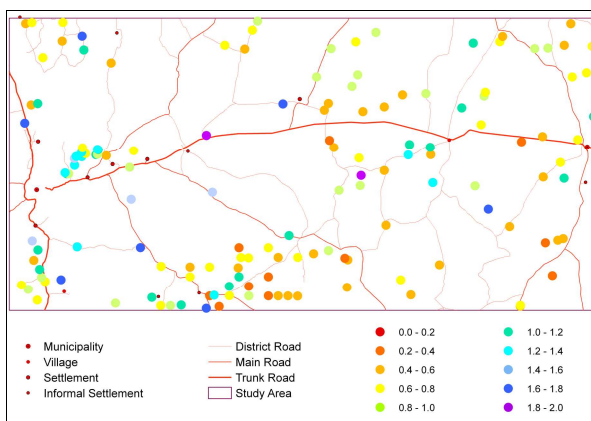 Municipality
Village
Settlement
Informal Settlement
District Road
Main Road
Trunk Road
Study Area
0.0 - 0.2
0.2 - 0.4
0.4 - 0.6
0.6 - 0.8
0.8 - 1.0
1.0 - 1.2
1.2 - 1.4
1.4 - 1.6
1.6 - 1.8
1.8 - 2.0